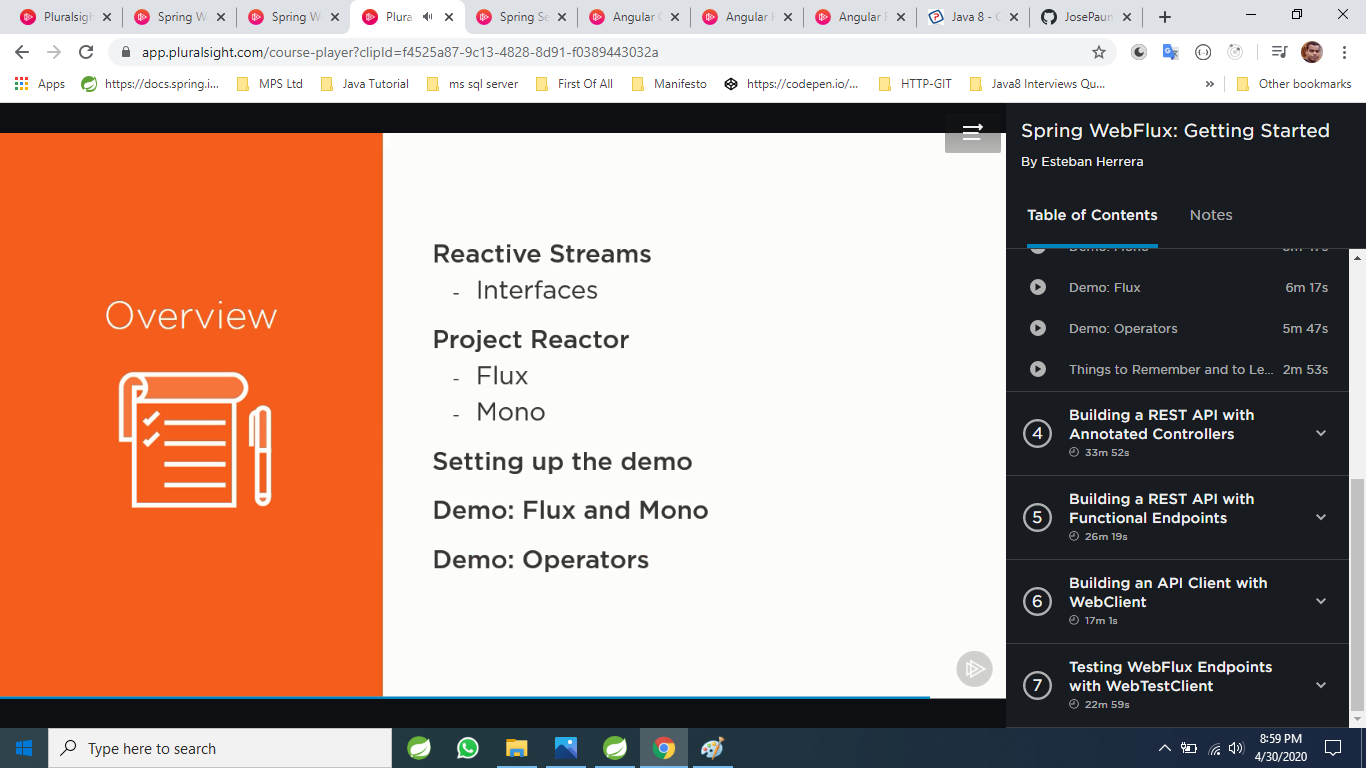 Pluralsigh
Spring W
Spring W
Plura
Spring Se
Angular
Angular
Angular
Java 8 -
JosePaun
app.pluralsight.com/course-player?clipId=f4525a87-9c13-4828-8d91-f0389443032a
Apps
https://docs.spring.i...
MPS Ltd
Java Tutorial
ms sql server
First Of All
Manifesto
https://codepen.io/...
HTTP-GIT
Java8 Interviews Qu...
»
Other bookmarks
Overview
Reactive Streams
- Interfaces
Project Reactor
- Flux
- Mono
Setting up the demo
Demo: Flux and Mono
Demo: Operators
Spring WebFlux: Getting Started
By Esteban Herrera
Table of Contents Notes
Demo: Flux 6m 17s
Demo: Operators 5m 47s
Things to Remember and to Le... 2m 53s
4
Building a REST API with
Annotated Controllers
33m 52s
5
Building a REST API with
Functional Endpoints
26m 19s
6
Building an API Client with
WebClient
17m 1s
7
Testing WebFlux Endpoints
with WebTestClient
22m 59s
Type here to search
8:59 PM
4/30/2020